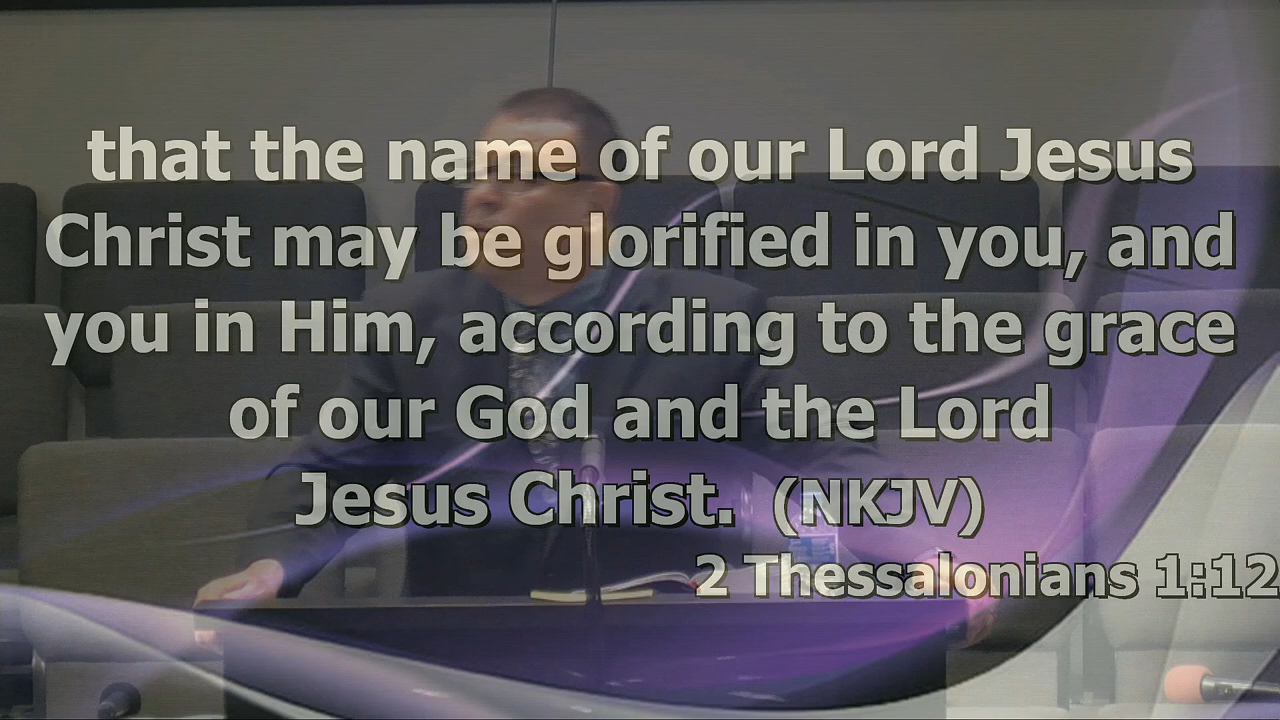 that the name of our Lord Jesus
Christ may be glorified in you, and
you in Him, according to the grace
of our God and the Lord
Jesus Christ. (NKJV)
2 Thessalonians 1:12